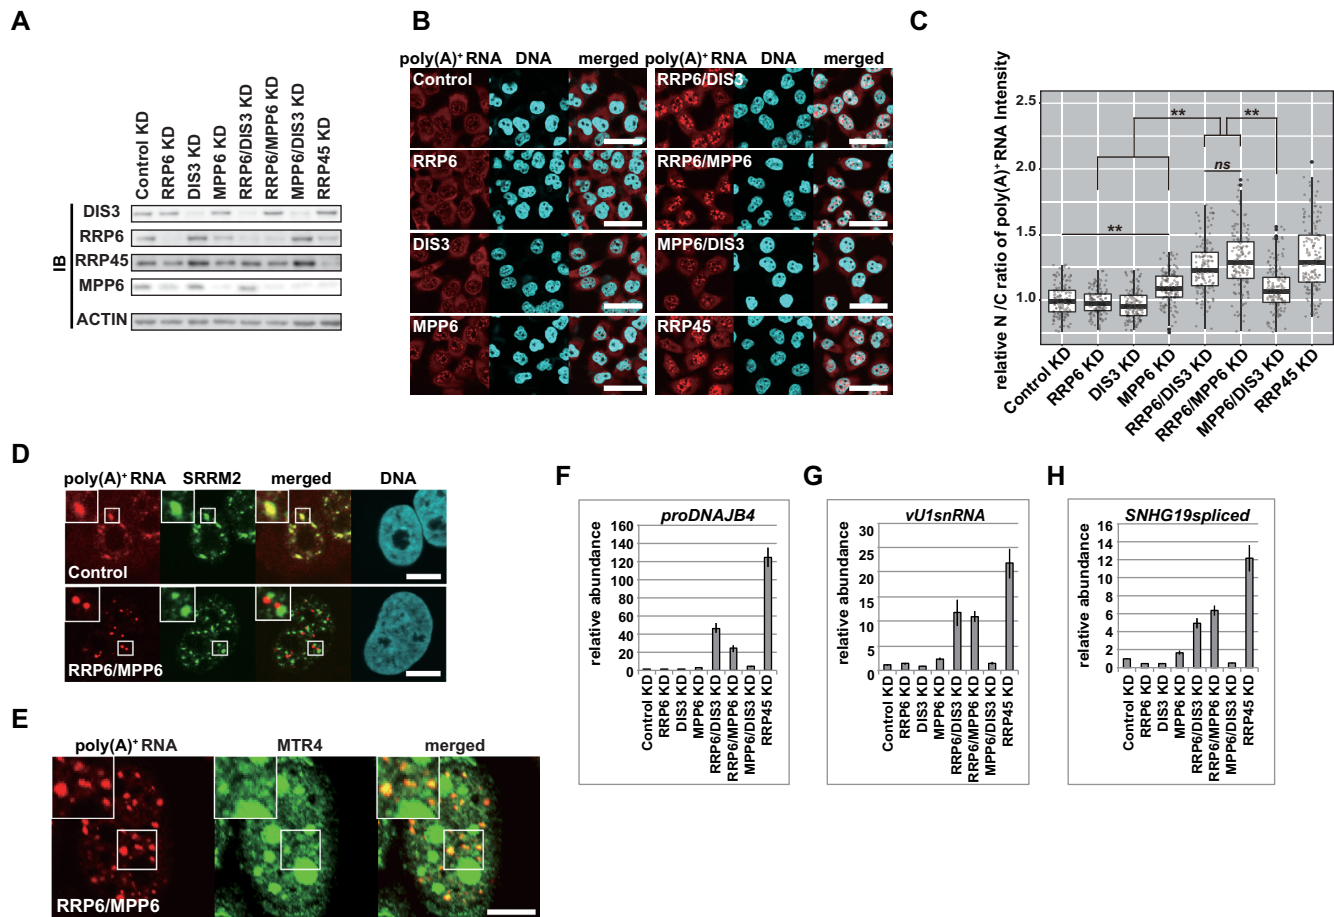 A
Control KD
RRP6 KD
DIS3 KD
MPP6 KD
RRP6/DIS3 KD
RRP6/MPP6 KD
MPP6/DIS3 KD
RRP45 KD
IB
DIS3
RRP6
RRP45
MPP6
ACTIN
B
poly(A)+ RNA DNA merged poly(A)+ RNA DNA merged
Control RRP6/DIS3
RRP6 RRP6/MPP6
DIS3 MPP6/DIS3
MPP6 RRP45
C
relative N /C ratio of poly(A)+ RNA Intensity
2.5
2.0
1.5
1.0
** **
ns
**
Control KD
RRP6 KD
DIS3 KD
MPP6 KD
RRP6/DIS3 KD
RRP6/MPP6 KD
MPP6/DIS3 KD
RRP45 KD
D
poly(A)+ RNA SRRM2 merged DNA
Control
RRP6/MPP6
E
poly(A)+ RNA MTR4 merged
RRP6/MPP6
F
proDNAJB4
relative abundance
160
140
120
100
80
60
40
20
0
Control KD
RRP6 KD
DIS3 KD
MPP6 KD
RRP6/DIS3 KD
RRP6/MPP6 KD
MPP6/DIS3 KD
RRP45 KD
G
vU1snRNA
relative abundance
30
25
20
15
10
5
0
Control KD
RRP6 KD
DIS3 KD
MPP6 KD
RRP6/DIS3 KD
RRP6/MPP6 KD
MPP6/DIS3 KD
RRP45 KD
H
SNHG19spliced
relative abundance
16
14
12
10
8
6
4
2
0
Control KD
RRP6 KD
DIS3 KD
MPP6 KD
RRP6/DIS3 KD
RRP6/MPP6 KD
MPP6/DIS3 KD
RRP45 KD